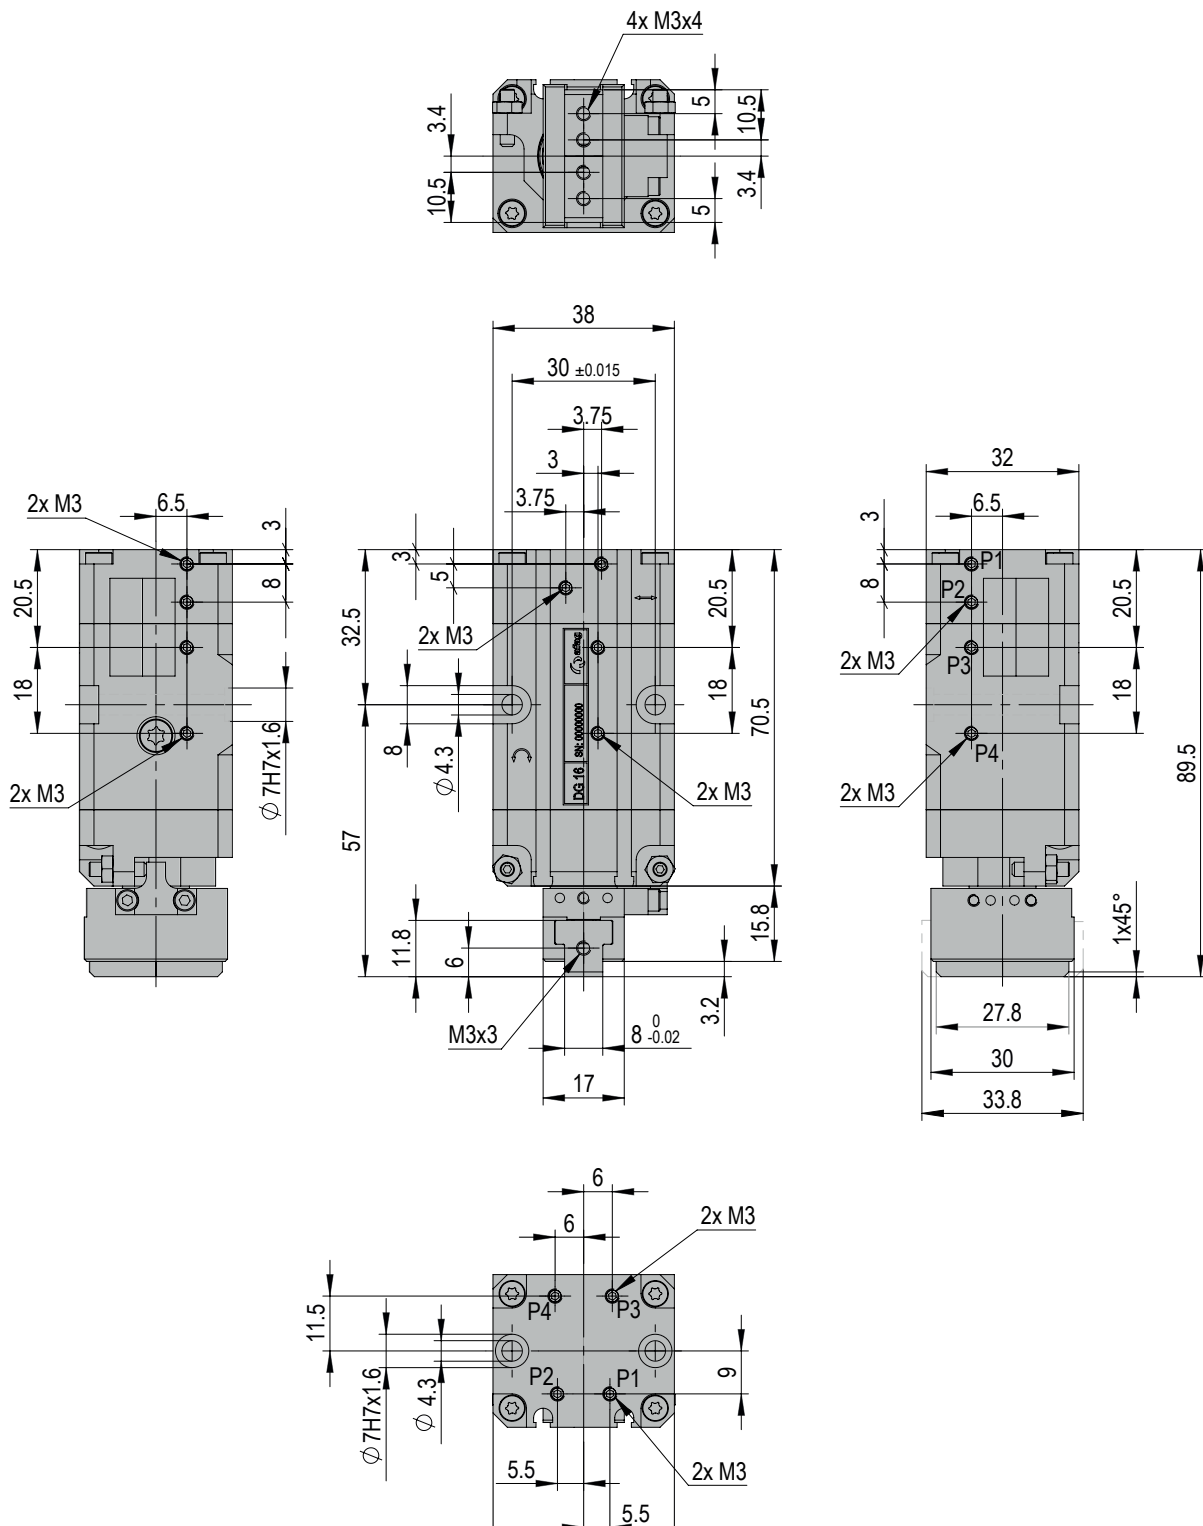 4x M3x4
3.4
10.5
5
10.5
3.4
5
38
30 ±0.015
3.75
3
3.75
2x M3
6.5
3
8
20.5
18
2x M3
Ø 7H7x1.6
3
5
2x M3
32.5
8
Ø 4.3
57
20.5
18
2x M3
70.5
afag
SN: 00000000
DG 16
11.8
6
15.8
3.2
M3x3
8 0 -0.02
17
32
6.5
3
8
P1
P2
2x M3
P3
P4
2x M3
20.5
18
89.5
1x45°
27.8
30
33.8
6
6
2x M3
P4
P3
11.5
Ø 7H7x1.6
Ø 4.3
P2
P1
9
2x M3
5.5
5.5